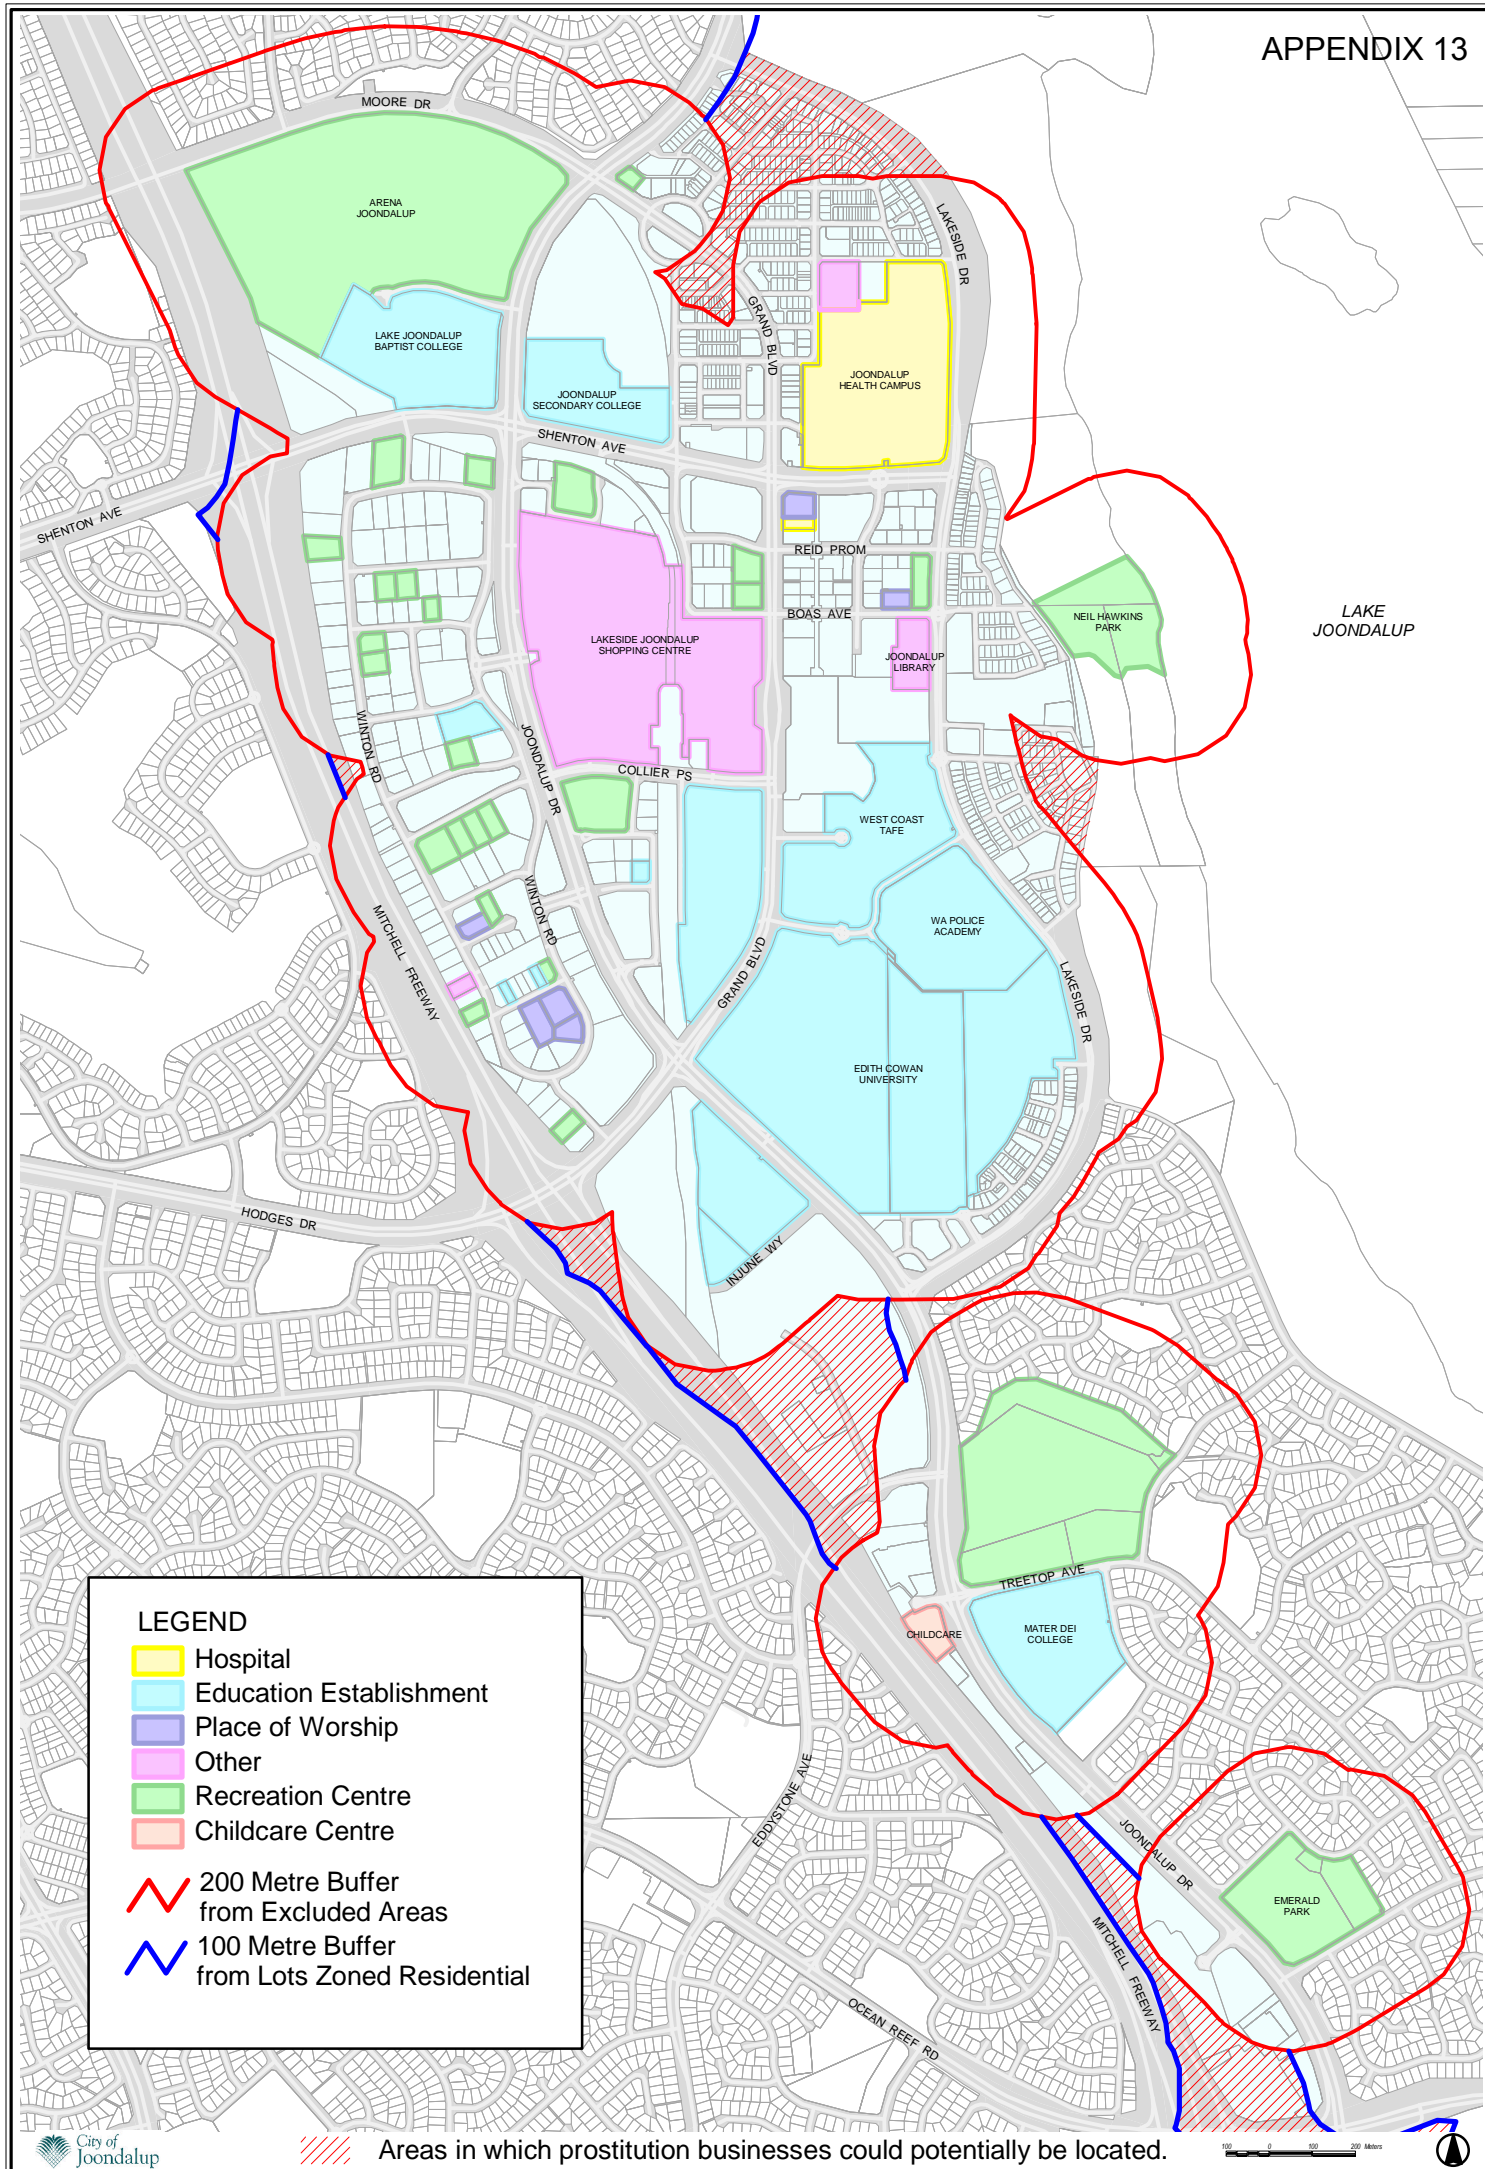 APPENDIX 13
MOORE DR
ARENA
JOONDALUP
LAKESIDE DR
GRAND BLVD
LAKE JOONDALUP
BAPTIST COLLEGE
JOONDALUP
HEALTH CAMPUS
JOONDALUP
SECONDARY COLLEGE
SHENTON AVE
SHENTON AVE
REID PROM
BOAS AVE
NEIL HAWKINS
PARK
LAKE
JOONDALUP
LAKESIDE JOONDALUP
SHOPPING CENTRE
JOONDALUP
LIBRARY
WINTON RD
JOONDALUP DR
COLLIER PS
WEST COAST
TAFE
WINTON RD
WA POLICE
ACADEMY
MITCHELL FREEWAY
GRAND BLVD
LAKESIDE DR
EDITH COWAN
UNIVERSITY
HODGES DR
INJUNE WY
TREETOP AVE
CHILDCARE
MATER DEI
COLLEGE
EDDYSTONE AVE
JOONDALUP DR
EMERALD
PARK
MITCHELL FREEWAY
OCEAN REEF RD
LEGEND
Hospital
Education Establishment
Place of Worship
Other
Recreation Centre
Childcare Centre
200 Metre Buffer
from Excluded Areas
100 Metre Buffer
from Lots Zoned Residential
City of
Joondalup
Areas in which prostitution businesses could potentially be located.
100 0 100 200 Meters